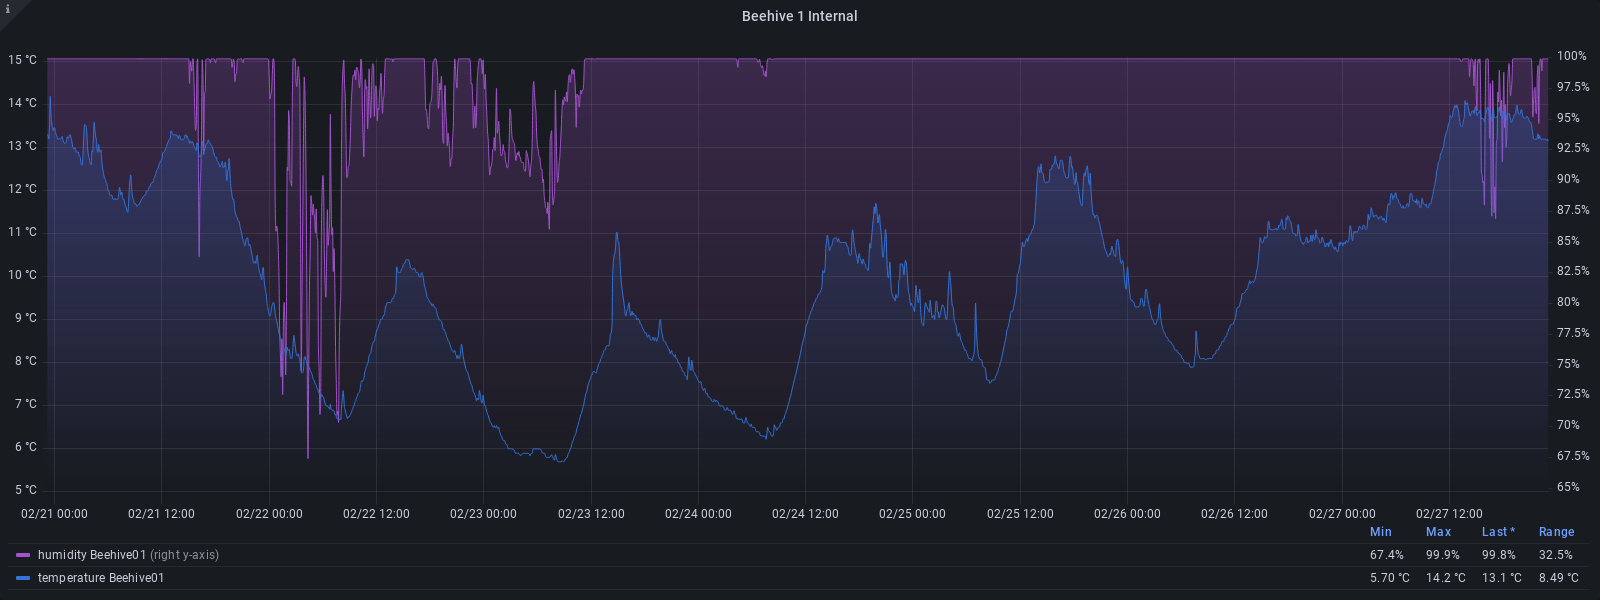 i
Beehive 1 Internal
15 °C
14 °C
13 °C
12 °C
11 °C
10 °C
9 °C
8 °C
7 °C
6 °C
5 °C
100%
97.5%
95%
92.5%
90%
87.5%
85%
82.5%
80%
77.5%
75%
72.5%
70%
67.5%
65%
02/21 00:00 02/21 12:00 02/22 00:00 02/22 12:00 02/23 00:00 02/23 12:00 02/24 00:00 02/24 12:00 02/25 00:00 02/25 12:00 02/26 00:00 02/26 12:00 02/27 00:00 02/27 12:00
Min Max Last * Range
humidity Beehive01 (right y-axis) 67.4% 99.9% 99.8% 32.5%
temperature Beehive01 5.70 °C 14.2 °C 13.1 °C 8.49 °C